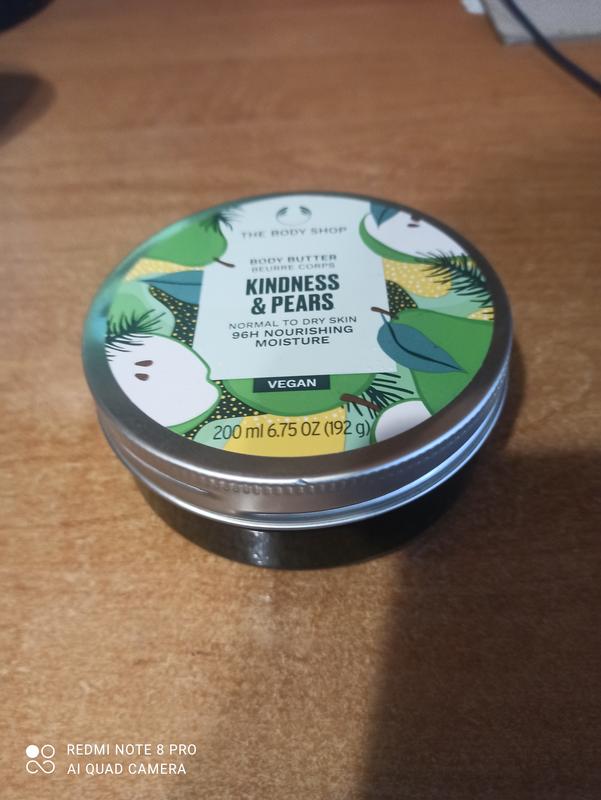 THE BODY SHOP
BODY BUTTER
BEURRE CORPS
KINDNESS
& PEARS
NORMAL TO DRY SKIN
96H NOURISHING
MOISTURE
VEGAN
200 ml 6.75 OZ (192 g)
REDMI NOTE 8 PRO
AI QUAD CAMERA